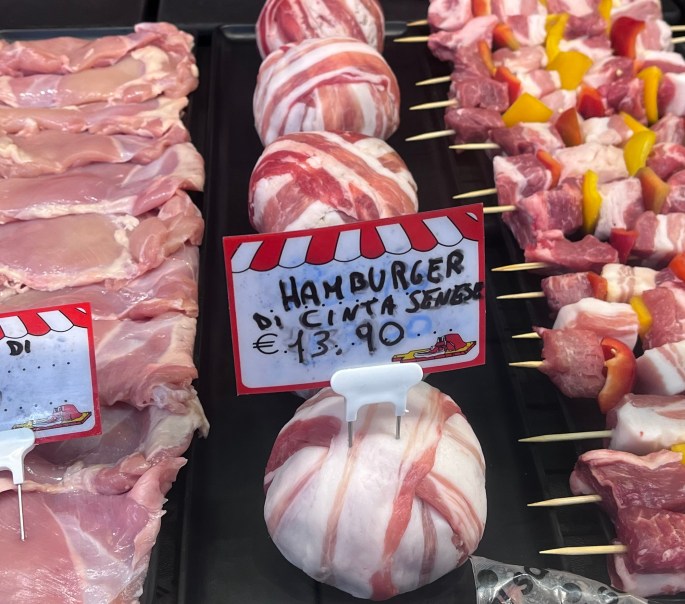 HAMBURGER
DI CINTA SENESE
€ 13.90
DI